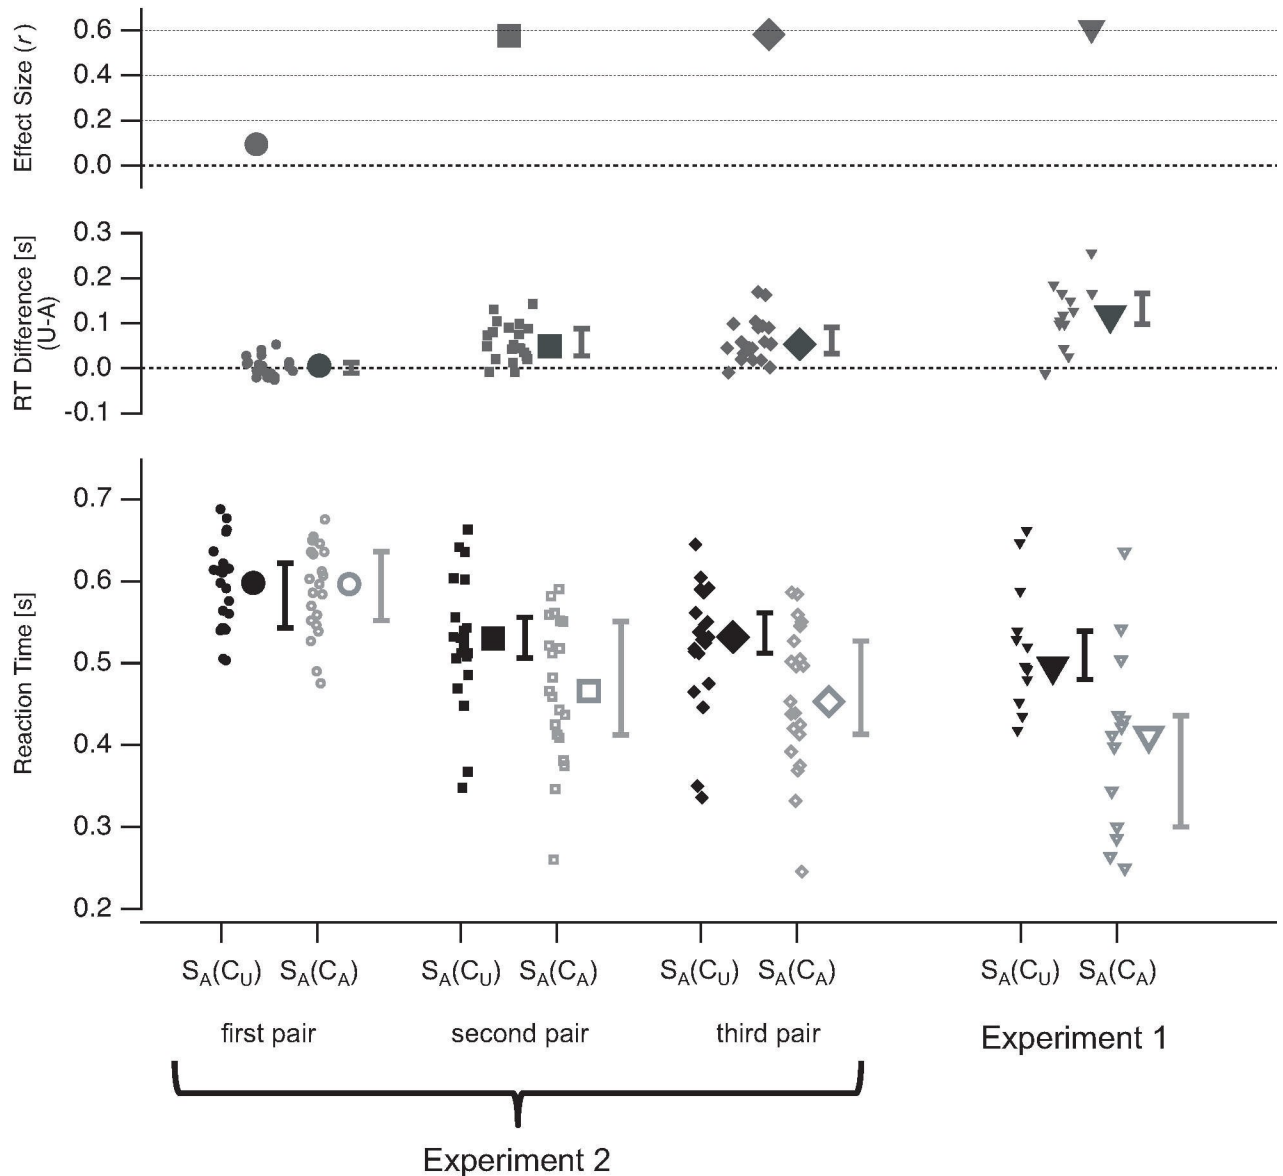 Effect Size (r)
0.6
0.4
0.2
0.0
RT Difference [s]
(U-A)
0.3
0.2
0.1
0.0
-0.1
Reaction Time [s]
0.7
0.6
0.5
0.4
0.3
0.2
SA(CU) SA(CA) SA(CU) SA(CA) SA(CU) SA(CA) SA(CU) SA(CA)
first pair second pair third pair Experiment 1
Experiment 2